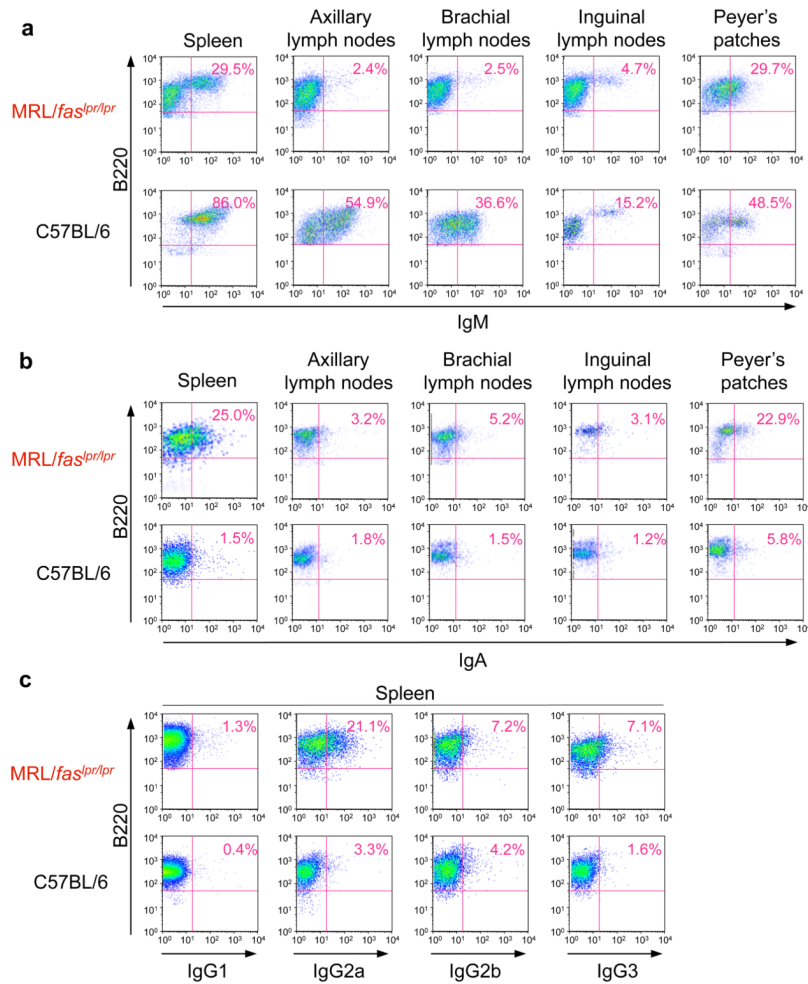 a
Spleen
Axillary lymph nodes
Brachial lymph nodes
Inguinal lymph nodes
Peyer's patches
MRL/fas^lpr/lpr
29.5%
2.4%
2.5%
4.7%
29.7%
B220
C57BL/6
86.0%
54.9%
36.6%
15.2%
48.5%
IgM
b
Spleen
Axillary lymph nodes
Brachial lymph nodes
Inguinal lymph nodes
Peyer's patches
MRL/fas^lpr/lpr
25.0%
3.2%
5.2%
3.1%
22.9%
B220
C57BL/6
1.5%
1.8%
1.5%
1.2%
5.8%
IgA
c
Spleen
MRL/fas^lpr/lpr
1.3%
21.1%
7.2%
7.1%
B220
C57BL/6
0.4%
3.3%
4.2%
1.6%
IgG1
IgG2a
IgG2b
IgG3